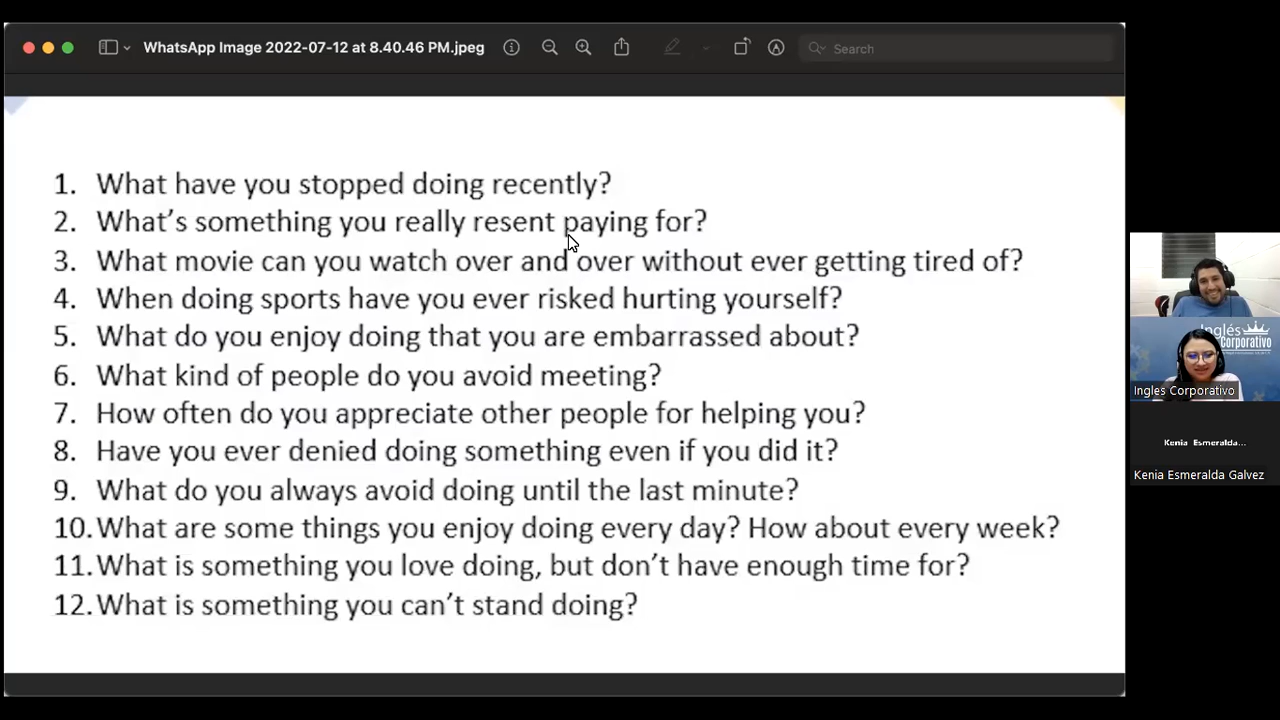 WhatsApp Image 2022-07-12 at 8.40.46 PM.jpeg
Search
1. What have you stopped doing recently?
2. What's something you really resent paying for?
3. What movie can you watch over and over without ever getting tired of?
4. When doing sports have you ever risked hurting yourself?
5. What do you enjoy doing that you are embarrassed about?
6. What kind of people do you avoid meeting?
7. How often do you appreciate other people for helping you?
8. Have you ever denied doing something even if you did it?
9. What do you always avoid doing until the last minute?
10. What are some things you enjoy doing every day? How about every week?
11. What is something you love doing, but don't have enough time for?
12. What is something you can't stand doing?
Inglés
Corporativo
Ingles Corporativo
Kenia Esmeralda...
Kenia Esmeralda Galvez